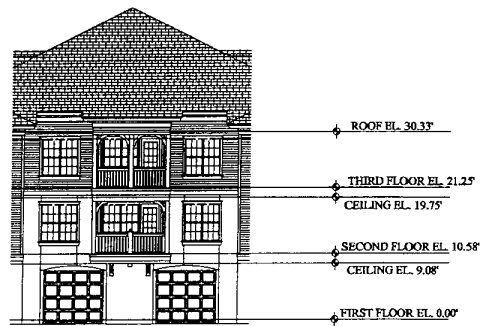 ROOF EL. 30.33'
THIRD FLOOR EL. 21.25'
CEILING EL. 19.75'
SECOND FLOOR EL. 10.58'
CEILING EL. 9.08'
FIRST FLOOR EL. 0.00'